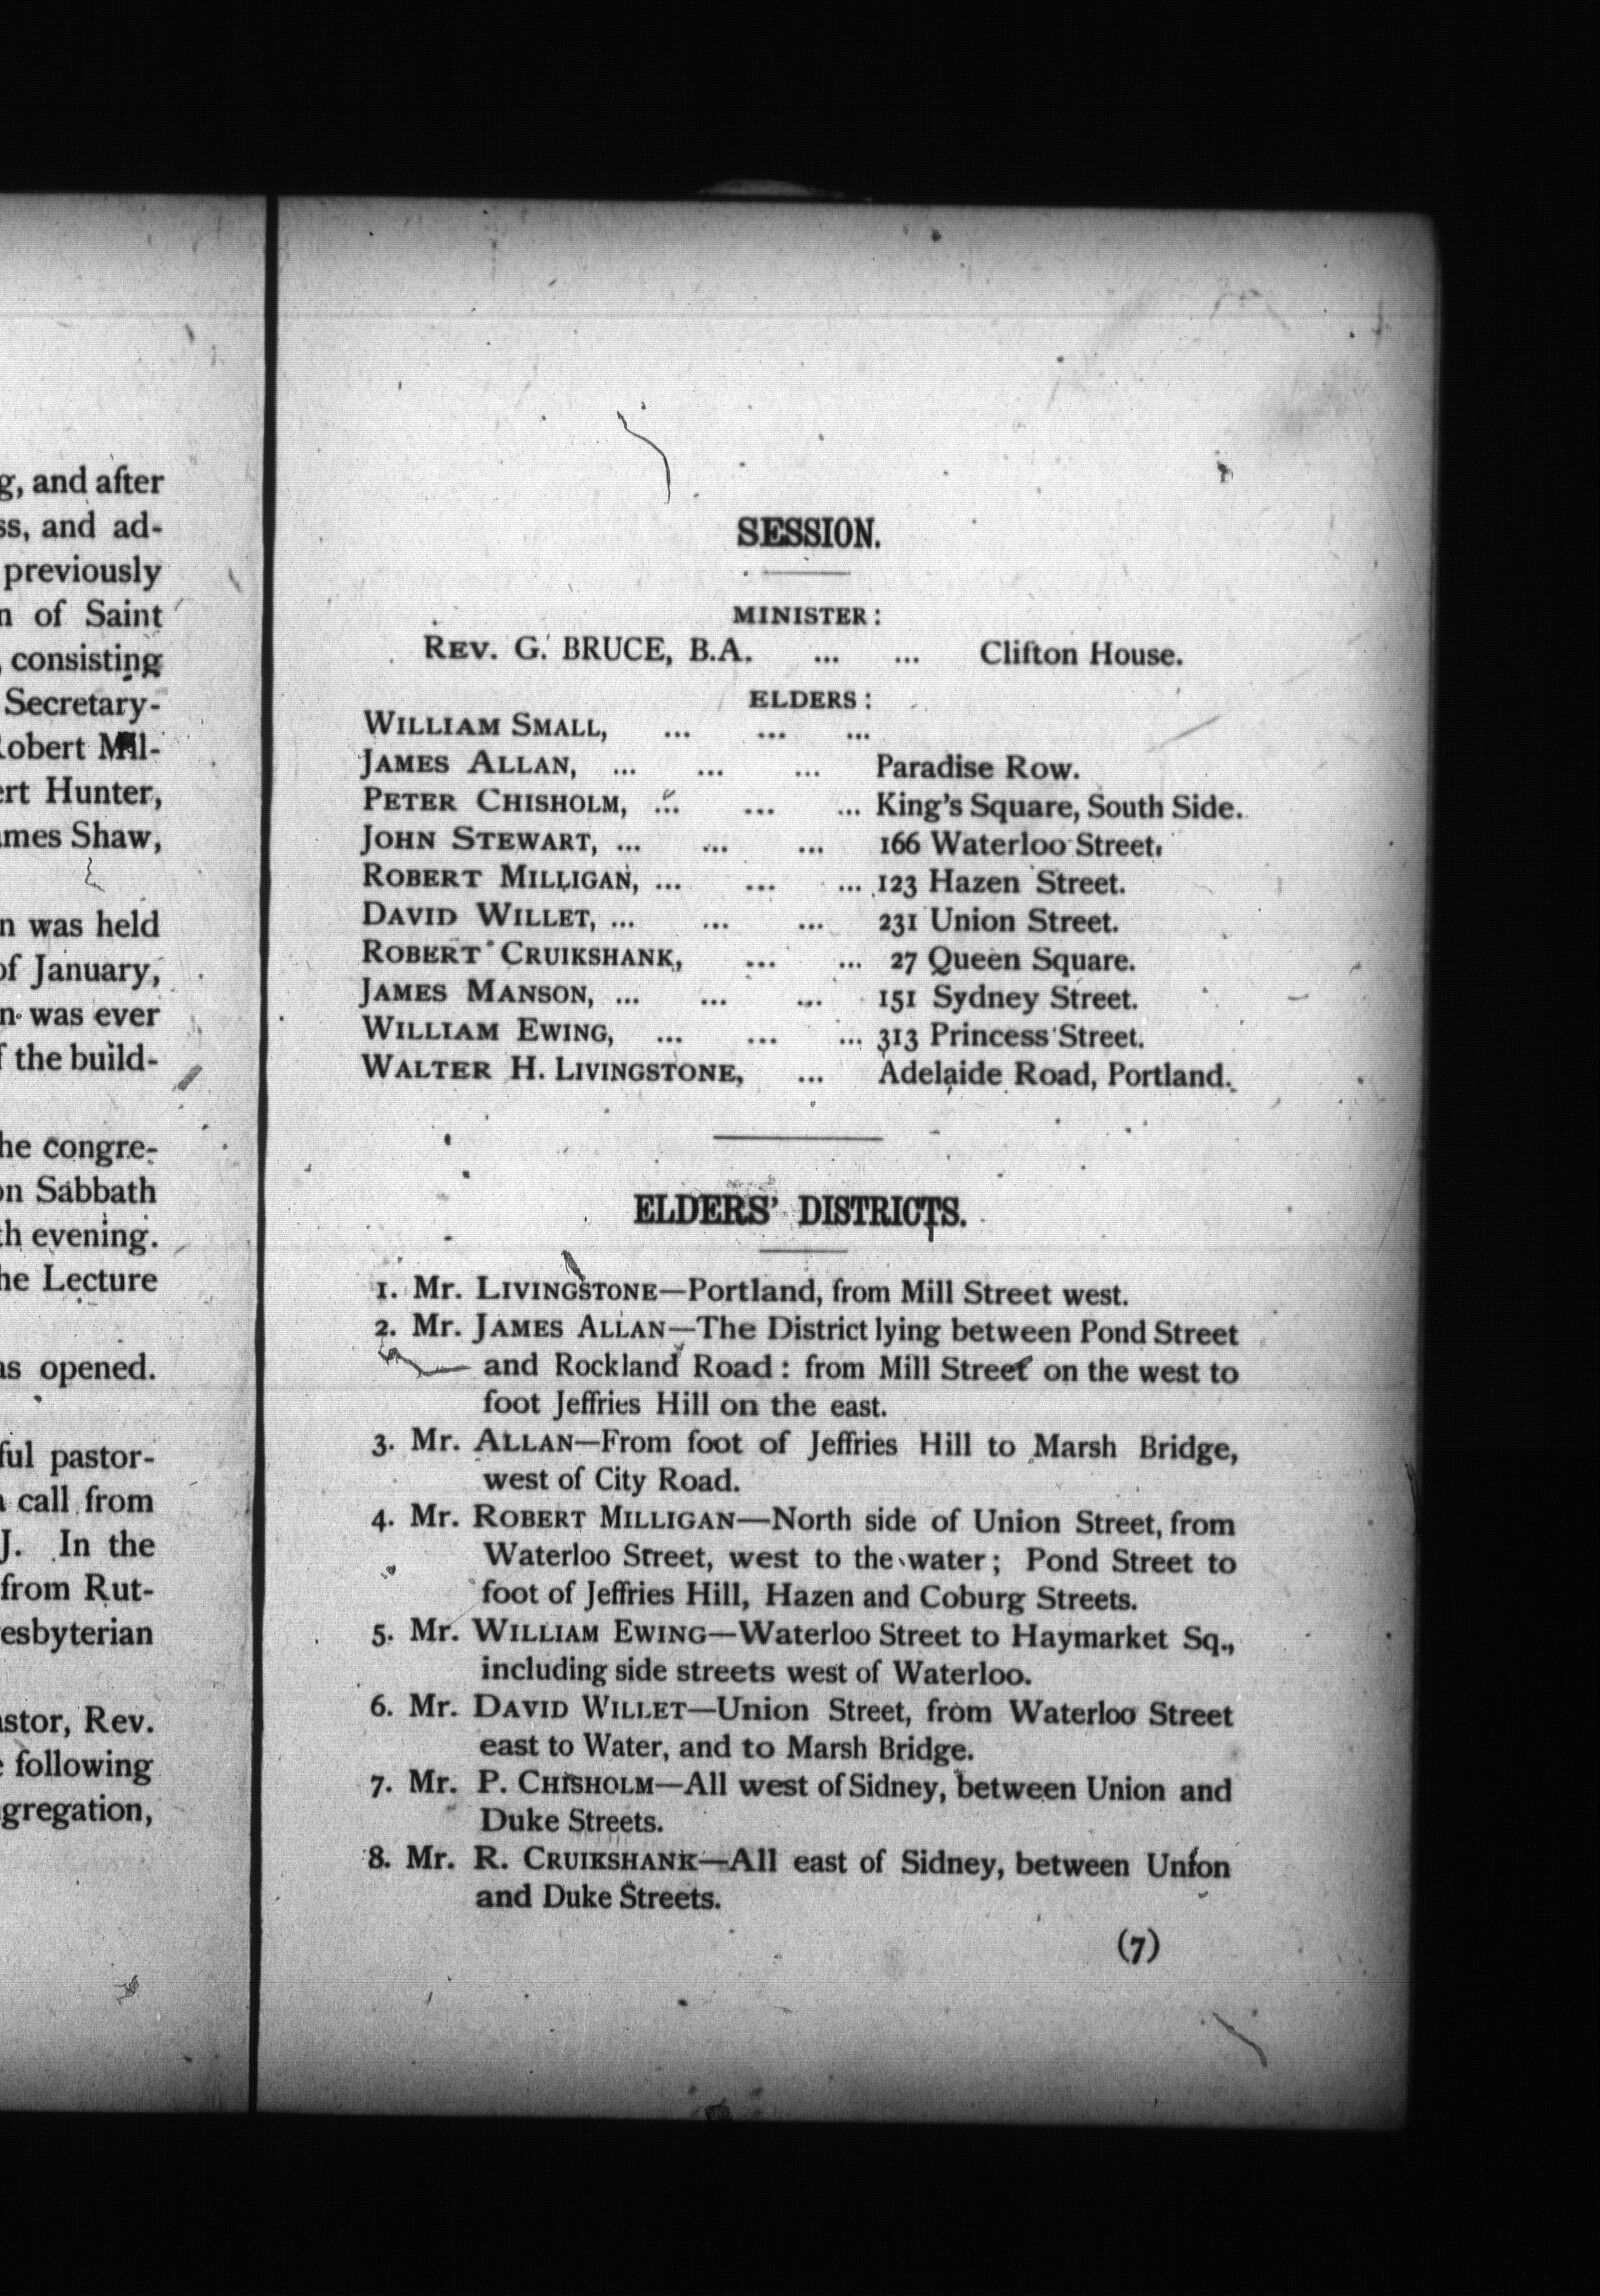 g, and after
ss, and ad-
previously
n of Saint
, consisting
Secretary-
Robert Mil-
ert Hunter,
ames Shaw,
n was held
of January,
n was ever
f the build-
he congre-
on Sabbath
th evening.
he Lecture
as opened.
ful pastor-
a call from
J. In the
from Rut-
esbyterian
astor, Rev.
e following
gregation,
SESSION.
MINISTER:
REV. G. BRUCE, B.A. ... ... Clifton House.
ELDERS:
WILLIAM SMALL, ... ... ...
JAMES ALLAN, ... ... ... Paradise Row.
PETER CHISHOLM, ... ... ... King's Square, South Side.
JOHN STEWART, ... ... ... 166 Waterloo Street.
ROBERT MILLIGAN, ... ... ... 123 Hazen Street.
DAVID WILLET, ... ... ... 231 Union Street.
ROBERT CRUIKSHANK, ... ... 27 Queen Square.
JAMES MANSON, ... ... ... 151 Sydney Street.
WILLIAM EWING, ... ... ... 313 Princess Street.
WALTER H. LIVINGSTONE, ... Adelaide Road, Portland.
ELDERS' DISTRICTS.
1. Mr. LIVINGSTONE—Portland, from Mill Street west.
2. Mr. JAMES ALLAN—The District lying between Pond Street
and Rockland Road: from Mill Street on the west to
foot Jeffries Hill on the east.
3. Mr. ALLAN—From foot of Jeffries Hill to Marsh Bridge,
west of City Road.
4. Mr. ROBERT MILLIGAN—North side of Union Street, from
Waterloo Street, west to the water; Pond Street to
foot of Jeffries Hill, Hazen and Coburg Streets.
5. Mr. WILLIAM EWING—Waterloo Street to Haymarket Sq.,
including side streets west of Waterloo.
6. Mr. DAVID WILLET—Union Street, from Waterloo Street
east to Water, and to Marsh Bridge.
7. Mr. P. CHISHOLM—All west of Sidney, between Union and
Duke Streets.
8. Mr. R. CRUIKSHANK—All east of Sidney, between Union
and Duke Streets.
(7)